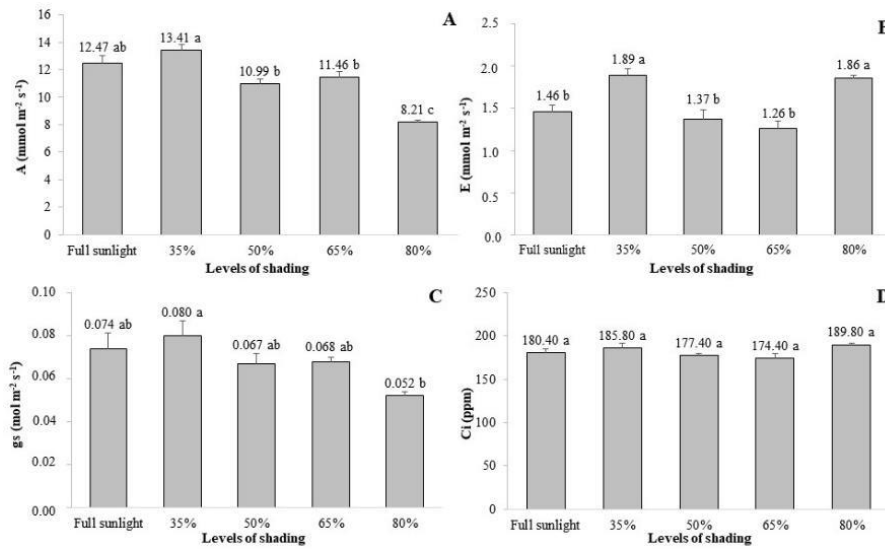 A
A (mmol m⁻² s⁻¹)
16
14
12
10
8
6
4
2
0
12.47 ab
13.41 a
10.99 b
11.46 b
8.21 c
Full sunlight 35% 50% 65% 80%
Levels of shading
E (mmol m⁻² s⁻¹)
2.5
2.0
1.5
1.0
0.5
0.0
1.46 b
1.89 a
1.37 b
1.26 b
1.86 a
Full sunlight 35% 50% 65% 80%
Levels of shading
C
gs (mol m⁻² s⁻¹)
0.10
0.08
0.06
0.04
0.02
0.00
0.074 ab
0.080 a
0.067 ab
0.068 ab
0.052 b
Full sunlight 35% 50% 65% 80%
Levels of shading
D
Ci (ppm)
250
200
150
100
50
0
180.40 a
185.80 a
177.40 a
174.40 a
189.80 a
Full sunlight 35% 50% 65% 80%
Levels of shading